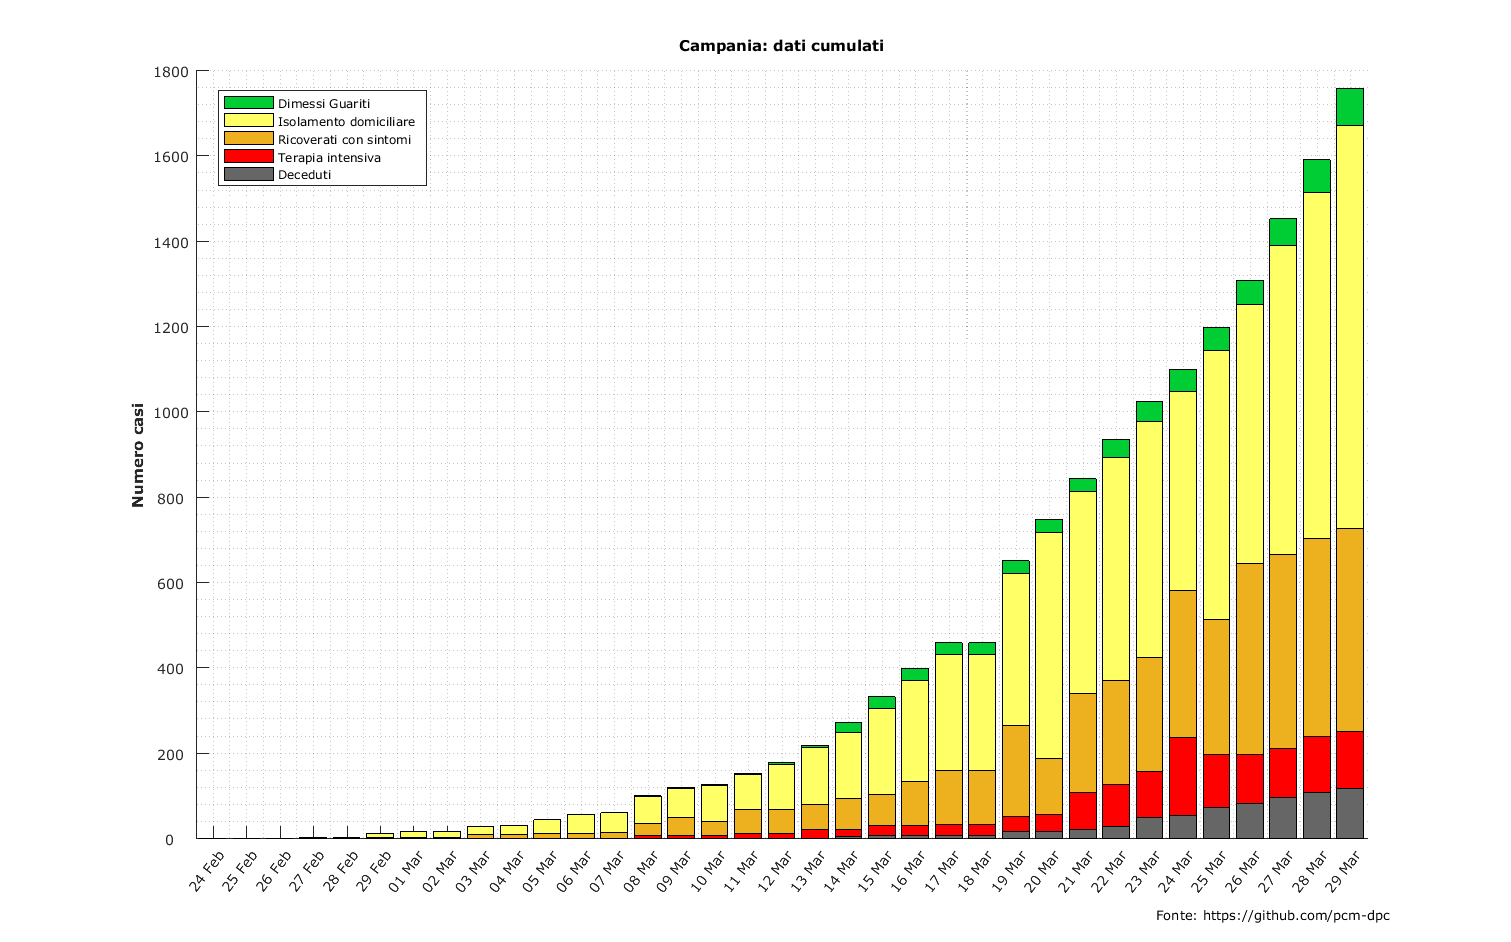 Campania: dati cumulati
1800
1600
1400
1200
1000
800
600
400
200
0
Numero casi
Dimessi Guariti
Isolamento domiciliare
Ricoverati con sintomi
Terapia intensiva
Deceduti
24 Feb
25 Feb
26 Feb
27 Feb
28 Feb
29 Feb
01 Mar
02 Mar
03 Mar
04 Mar
05 Mar
06 Mar
07 Mar
08 Mar
09 Mar
10 Mar
11 Mar
12 Mar
13 Mar
14 Mar
15 Mar
16 Mar
17 Mar
18 Mar
19 Mar
20 Mar
21 Mar
22 Mar
23 Mar
24 Mar
25 Mar
26 Mar
27 Mar
28 Mar
29 Mar
Fonte: https://github.com/pcm-dpc